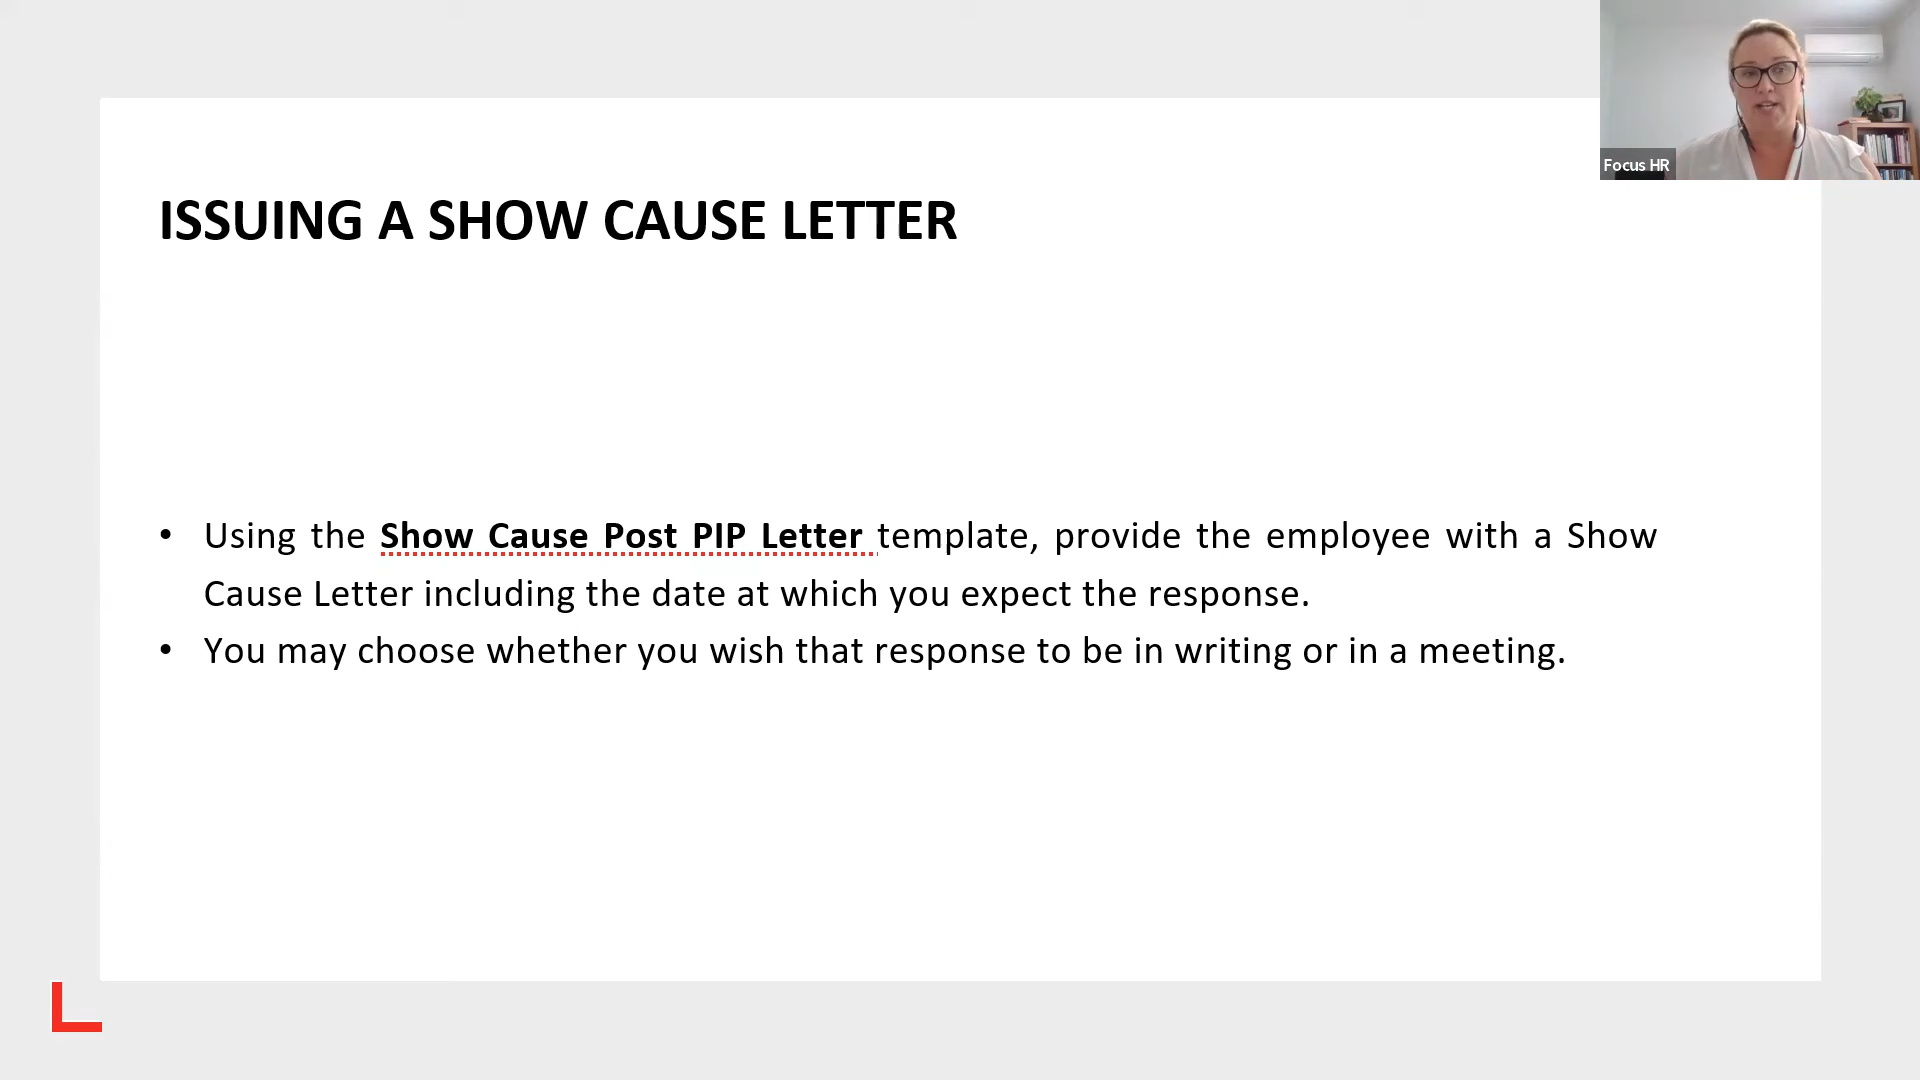 Focus HR
ISSUING A SHOW CAUSE LETTER
• Using the Show Cause Post PIP Letter template, provide the employee with a Show
Cause Letter including the date at which you expect the response.
• You may choose whether you wish that response to be in writing or in a meeting.